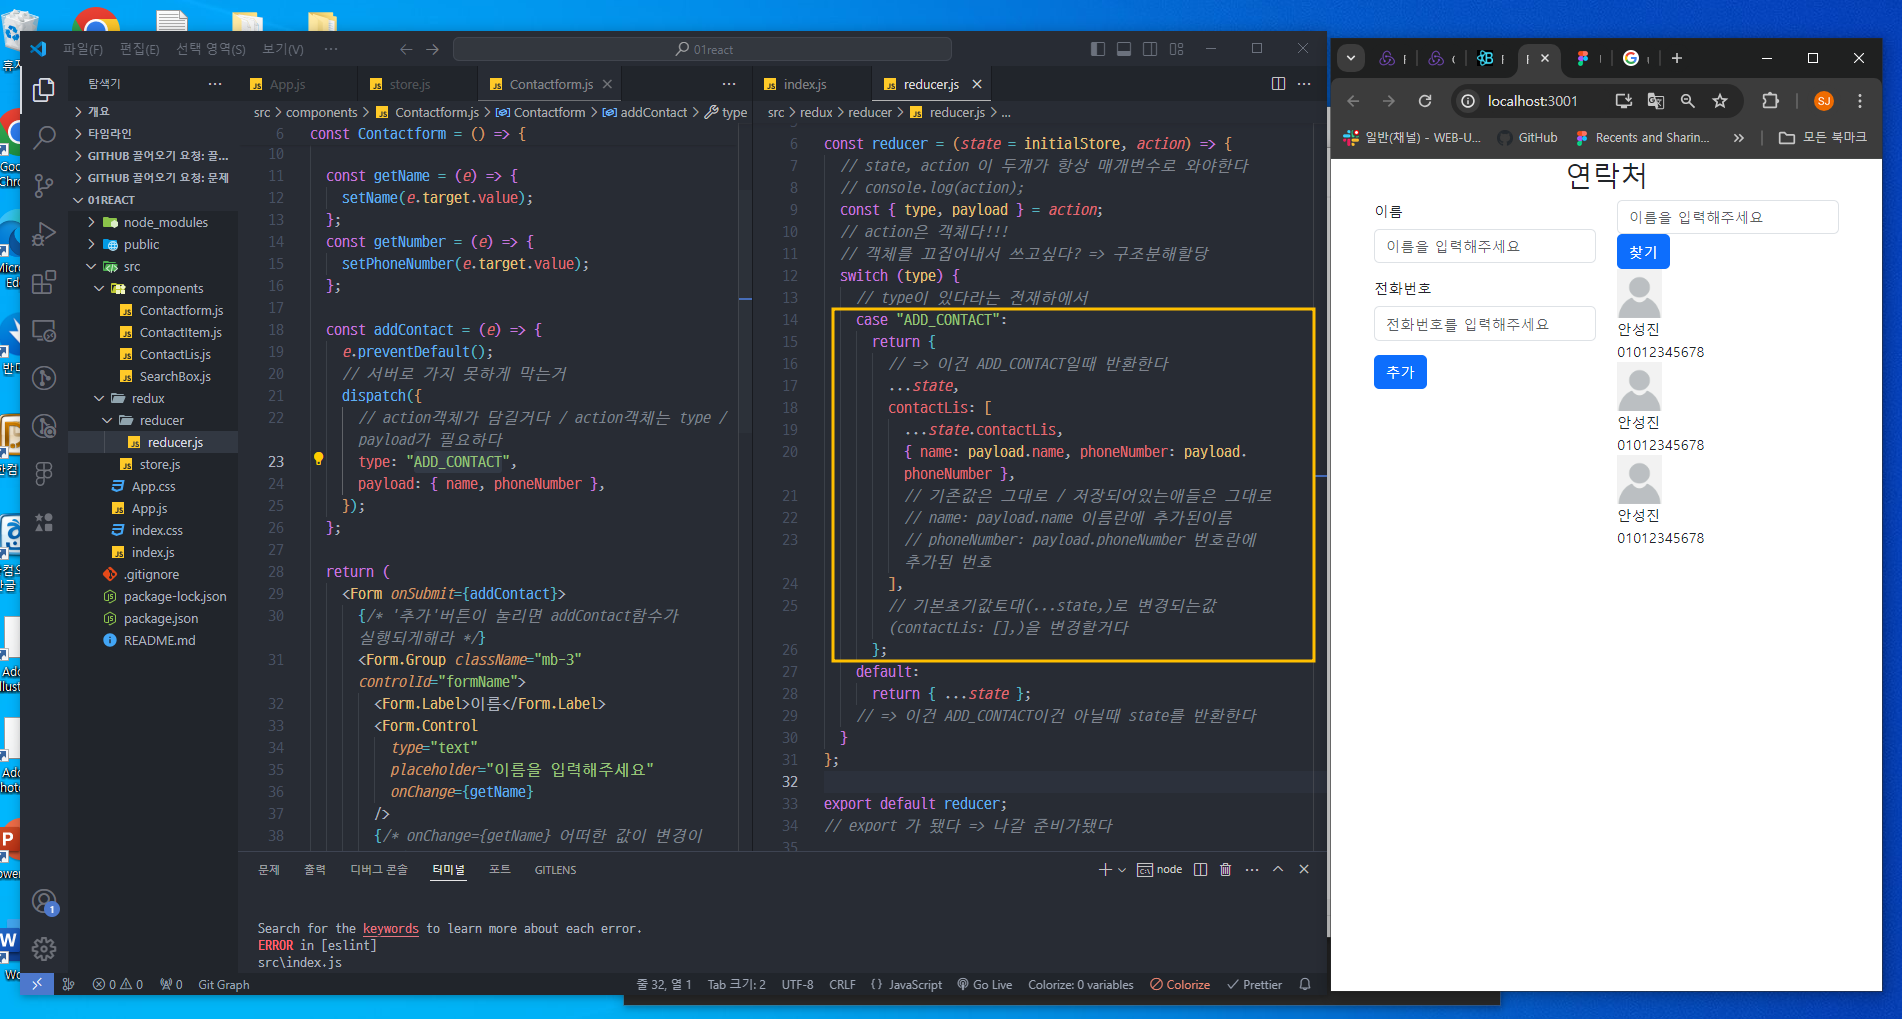 파일(F) 편집(E) 선택 영역(S) 보기(V) ··· 01react
탐색기 ···
개요
타임라인
GITHUB 끌어오기 요청: 끌...
GITHUB 끌어오기 요청: 문제
01REACT
node_modules
public
src
components
Contactform.js
ContactItem.js
ContactLis.js
SearchBox.js
redux
reducer
reducer.js
store.js
App.css
App.js
index.css
index.js
.gitignore
package-lock.json
package.json
README.md
App.js store.js Contactform.js
src > components > Contactform.js > Contactform > addContact > type
6 const Contactform = () => {
10
11 const getName = (e) => {
12 setName(e.target.value);
13 };
14 const getNumber = (e) => {
15 setPhoneNumber(e.target.value);
16 };
17
18 const addContact = (e) => {
19 e.preventDefault();
20 // 서버로 가지 못하게 막는거
21 dispatch({
22 // action객체가 담길거다 / action객체는 type /
payload가 필요하다
23 type: "ADD_CONTACT",
24 payload: { name, phoneNumber },
25 });
26 };
27
28 return (
29 <Form onSubmit={addContact}>
30 {/* '추가'버튼이 눌리면 addContact함수가
실행되게해라 */}
31 <Form.Group className="mb-3"
controlId="formName">
32 <Form.Label>이름</Form.Label>
33 <Form.Control
34 type="text"
35 placeholder="이름을 입력해주세요"
36 onChange={getName}
37 />
38 {/* onChange={getName} 어떠한 값이 변경이
index.js reducer.js
src > redux > reducer > reducer.js > ...
6 const reducer = (state = initialStore, action) => {
7 // state, action 이 두개가 항상 매개변수로 와야한다
8 // console.log(action);
9 const { type, payload } = action;
10 // action은 객체다!!!
11 // 객체를 끄집어내서 쓰고싶다? => 구조분해할당
12 switch (type) {
13 // type이 있다라는 전재하에서
14 case "ADD_CONTACT":
15 return {
16 // => 이건 ADD_CONTACT일때 반환한다
17 ...state,
18 contactLis: [
19 ...state.contactLis,
20 { name: payload.name, phoneNumber: payload.
phoneNumber },
21 // 기존값은 그대로 / 저장되어있는애들은 그대로
22 // name: payload.name 이름란에 추가된이름
23 // phoneNumber: payload.phoneNumber 번호란에
추가된 번호
24 ],
25 // 기본초기값토대(...state,)로 변경되는값
(contactLis: [],)을 변경할거다
26 };
27 default:
28 return { ...state };
29 // => 이건 ADD_CONTACT이건 아닐때 state를 반환한다
30 }
31 };
32
33 export default reducer;
34 // export 가 됐다 => 나갈 준비가됐다
35
문제 출력 디버그 콘솔 터미널 포트 GITLENS
node
Search for the keywords to learn more about each error.
ERROR in [eslint]
src\index.js
0 0 0 Git Graph
줄 32, 열 1 Tab 크기: 2 UTF-8 CRLF {} JavaScript Go Live Colorize: 0 variables Colorize Prettier
1
localhost:3001
SJ
일반(채널) - WEB-U... GitHub Recents and Sharin... » 모든 북마크
연락처
이름
이름을 입력해주세요
전화번호
전화번호를 입력해주세요
추가
이름을 입력해주세요
찾기
안성진
01012345678
안성진
01012345678
안성진
01012345678